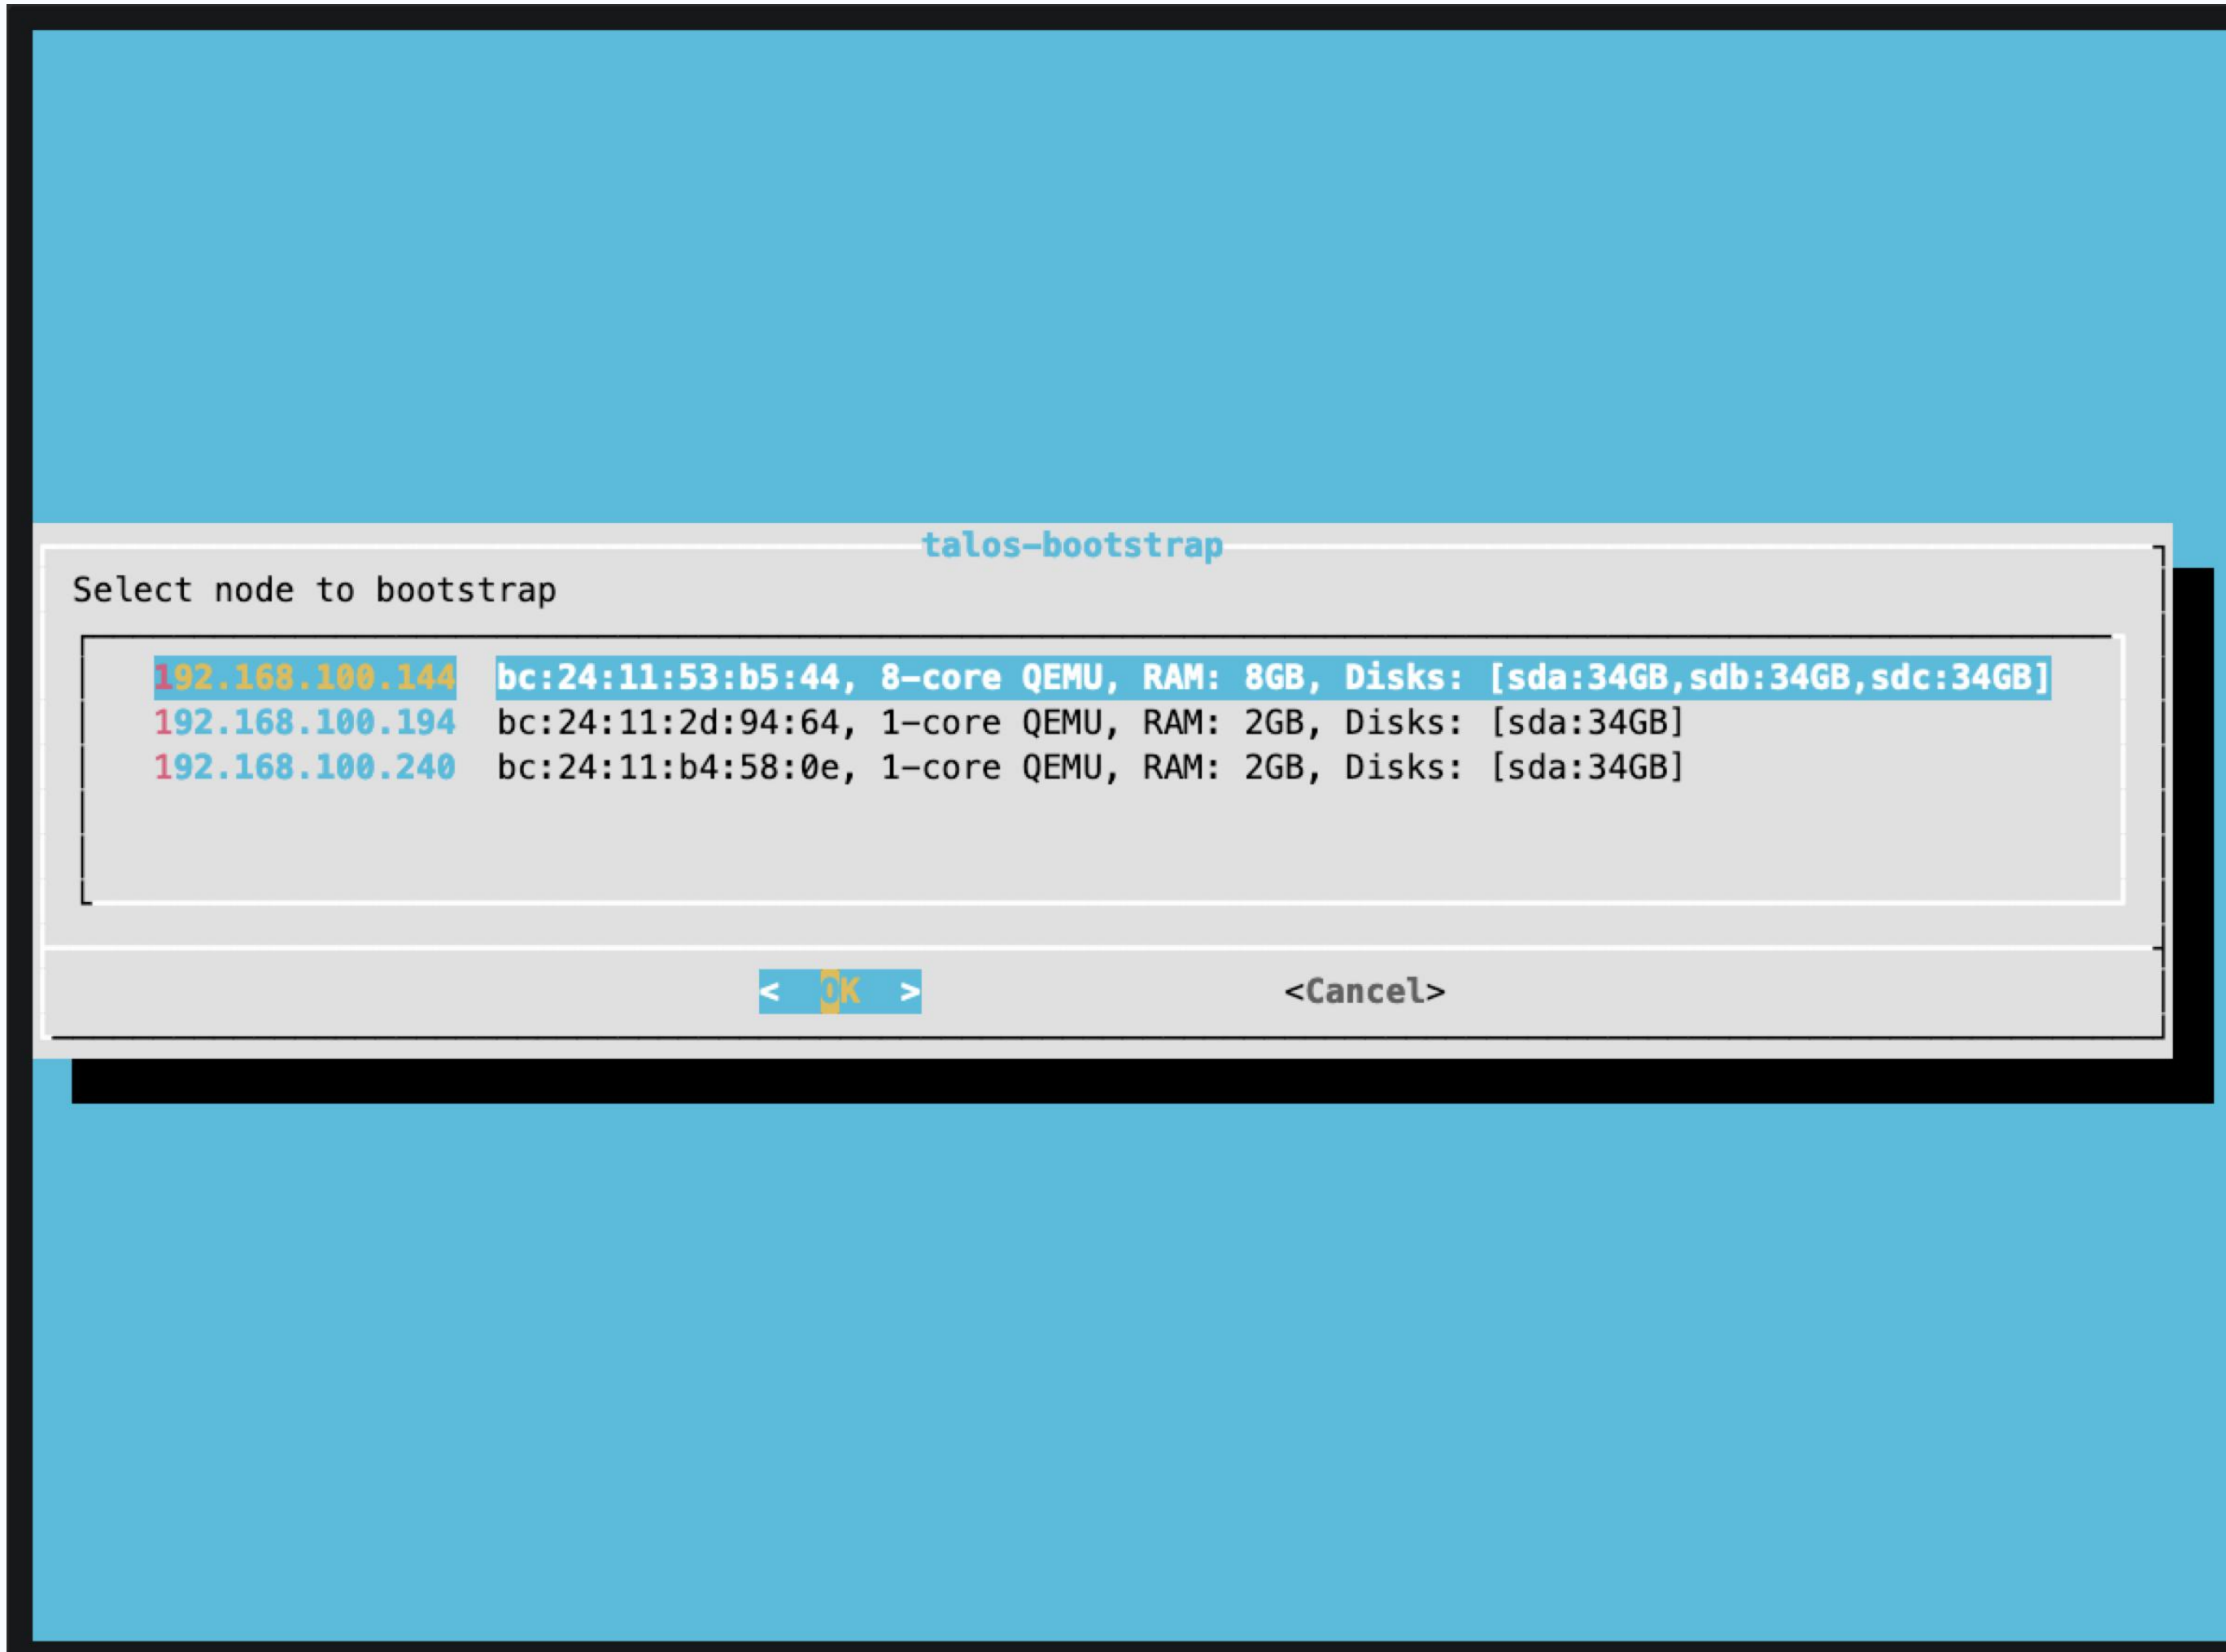 talos-bootstrap
Select node to bootstrap
192.168.100.144 bc:24:11:53:b5:44, 8-core QEMU, RAM: 8GB, Disks: [sda:34GB,sdb:34GB,sdc:34GB]
192.168.100.194 bc:24:11:2d:94:64, 1-core QEMU, RAM: 2GB, Disks: [sda:34GB]
192.168.100.240 bc:24:11:b4:58:0e, 1-core QEMU, RAM: 2GB, Disks: [sda:34GB]
< OK > <Cancel>